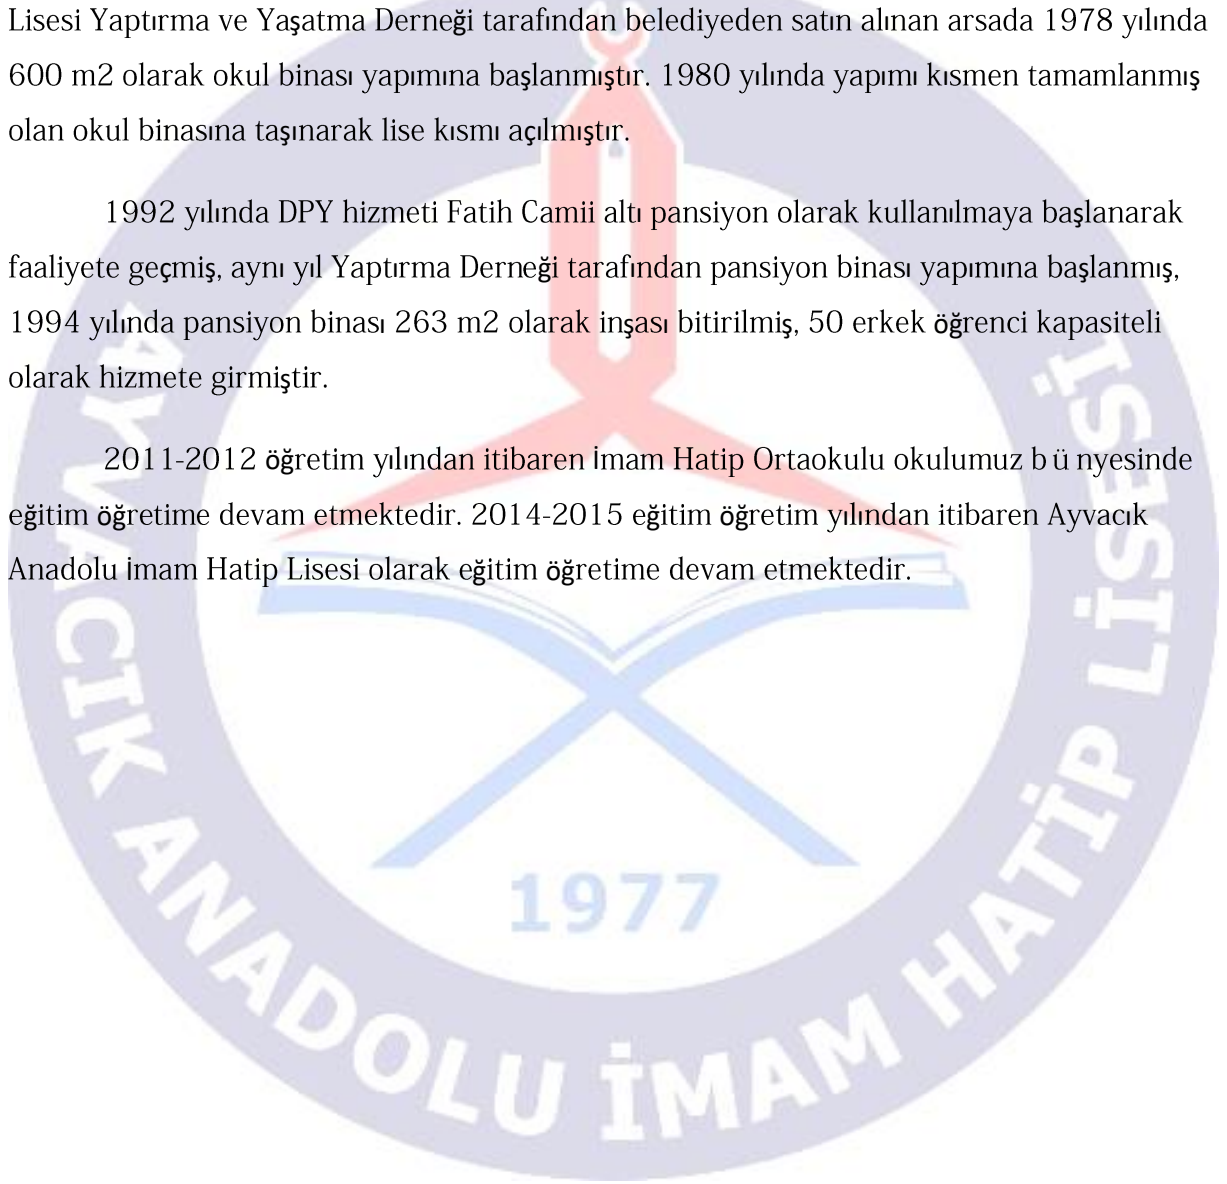 Lisesi Yaptırma ve Yaşatma Derneği tarafından belediyeden satın alınan arsada 1978 yılında
600 m2 olarak okul binası yapımına başlanmıştır. 1980 yılında yapımı kısmen tamamlanmış
olan okul binasına taşınarak lise kısmı açılmıştır.
1992 yılında DPY hizmeti Fatih Camii altı pansiyon olarak kullanılmaya başlanarak
faaliyete geçmiş, aynı yıl Yaptırma Derneği tarafından pansiyon binası yapımına başlanmış,
1994 yılında pansiyon binası 263 m2 olarak inşası bitirilmiş, 50 erkek öğrenci kapasiteli
olarak hizmete girmiştir.
2011-2012 öğretim yılından itibaren İmam Hatip Ortaokulu okulumuz bü nyesinde
eğitim öğretime devam etmektedir. 2014-2015 eğitim öğretim yılından itibaren Ayvacık
Anadolu İmam Hatip Lisesi olarak eğitim öğretime devam etmektedir.
AYVACIK ANADOLU İMAM HATİP LİSESİ
1977